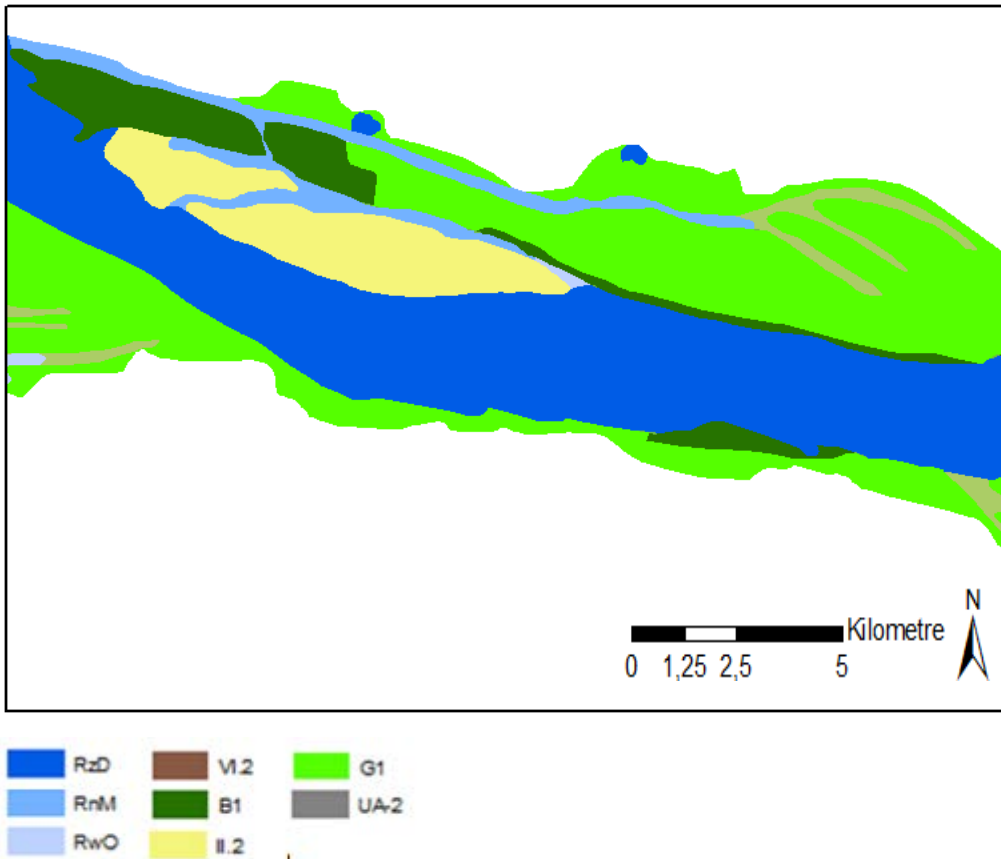 N
Kilometre
0 1,25 2,5 5
RzD VI.2 G1
RnM B1 UA-2
RwO II.2